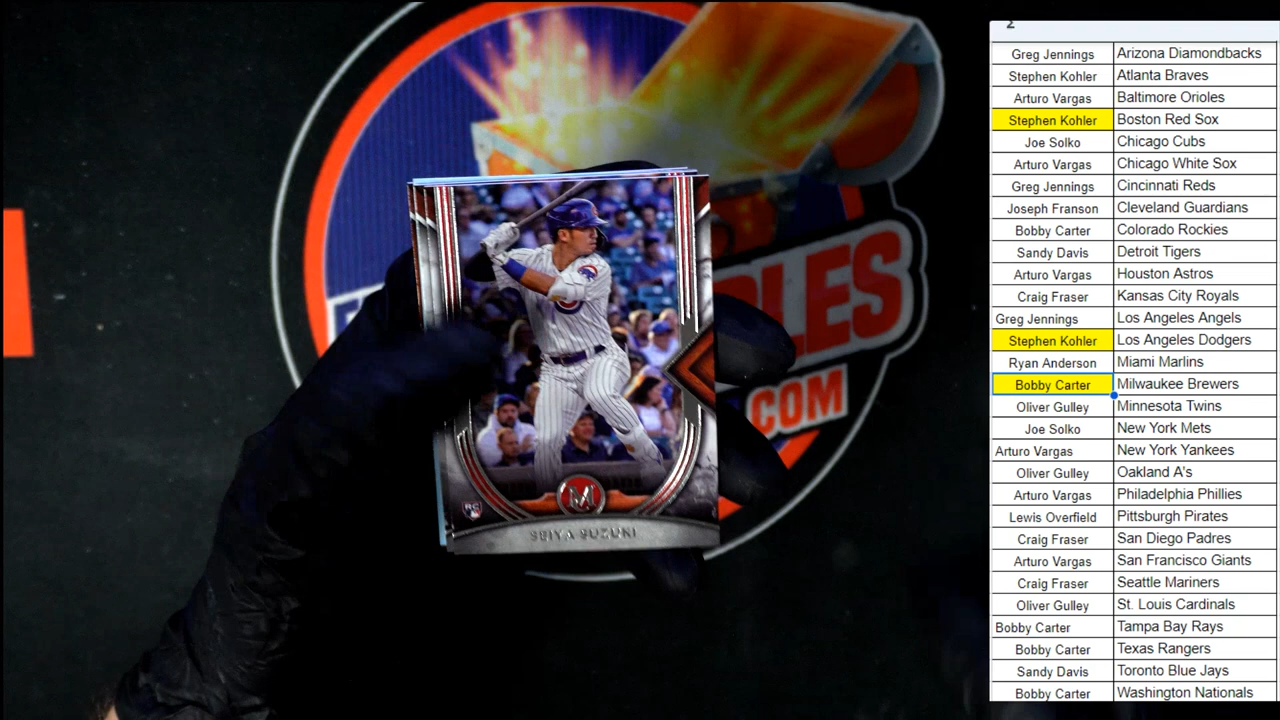 2
Greg Jennings Arizona Diamondbacks
Stephen Kohler Atlanta Braves
Arturo Vargas Baltimore Orioles
Stephen Kohler Boston Red Sox
Joe Solko Chicago Cubs
Arturo Vargas Chicago White Sox
Greg Jennings Cincinnati Reds
Joseph Franson Cleveland Guardians
Bobby Carter Colorado Rockies
Sandy Davis Detroit Tigers
Arturo Vargas Houston Astros
Craig Fraser Kansas City Royals
Greg Jennings Los Angeles Angels
Stephen Kohler Los Angeles Dodgers
Ryan Anderson Miami Marlins
Bobby Carter Milwaukee Brewers
Oliver Gulley Minnesota Twins
Joe Solko New York Mets
Arturo Vargas New York Yankees
Oliver Gulley Oakland A's
Arturo Vargas Philadelphia Phillies
Lewis Overfield Pittsburgh Pirates
Craig Fraser San Diego Padres
Arturo Vargas San Francisco Giants
Craig Fraser Seattle Mariners
Oliver Gulley St. Louis Cardinals
Bobby Carter Tampa Bay Rays
Bobby Carter Texas Rangers
Sandy Davis Toronto Blue Jays
Bobby Carter Washington Nationals
LES
.COM
M
RC
SEIYA SUZUKI